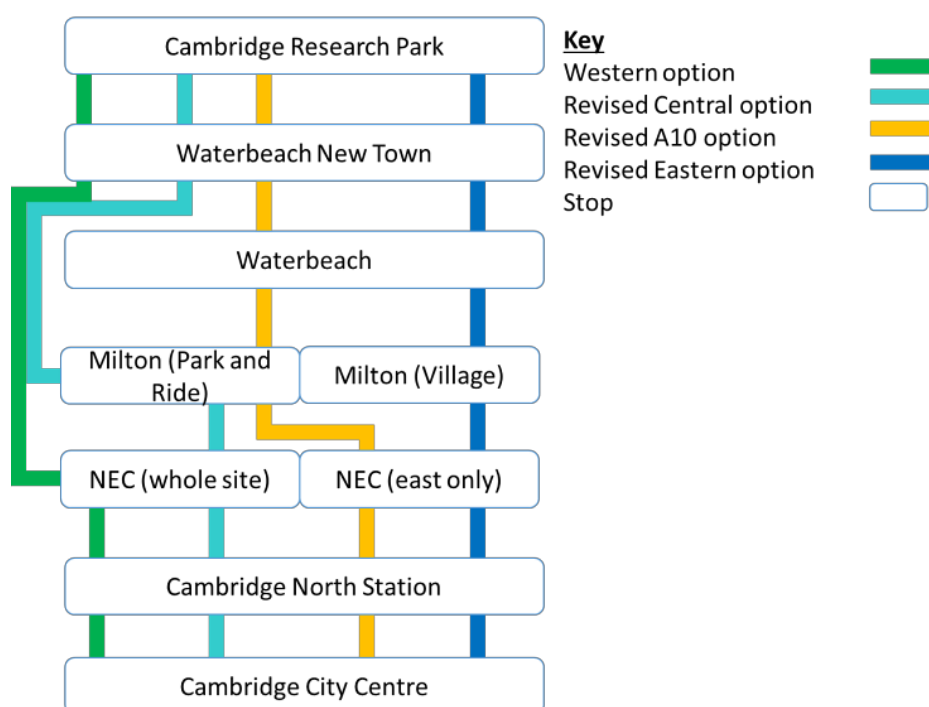 Cambridge Research Park
Waterbeach New Town
Waterbeach
Milton (Park and
Ride)
Milton (Village)
NEC (whole site)
NEC (east only)
Cambridge North Station
Cambridge City Centre
Key
Western option
Revised Central option
Revised A10 option
Revised Eastern option
Stop